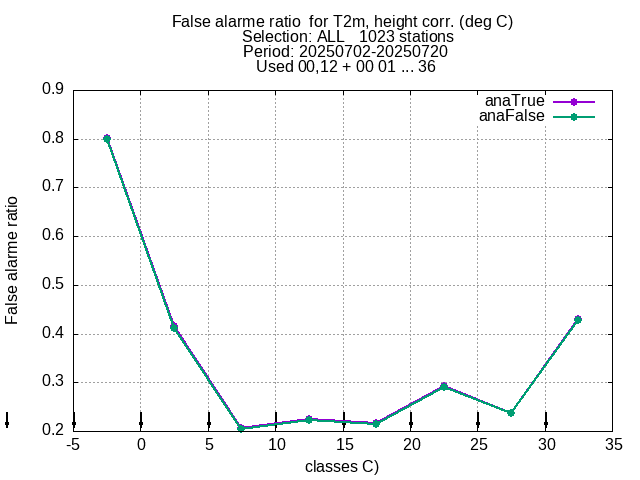 False alarme ratio  for T2m, height corr. (deg C)
Selection: ALL   1023 stations
Period: 20250702-20250720
Used 00,12 + 00 01 ... 36
anaTrue
anaFalse
0.9
0.8
0.7
0.6
0.5
0.4
0.3
0.2
False alarme ratio
-5 0 5 10 15 20 25 30 35
classes C)